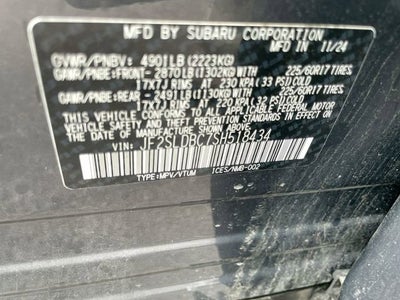 MFD BY SUBARU CORPORATION
MFD IN 11/24
GVWR/PNBV: 4901LB(2223KG)
GAWR/PNBE:FRONT- 2870LB(1302KG)WITH 225/60R17 TIRES,
17X7J RIMS AT 230 KPA(33 PSI)COLD
GAWR/PNBE:REAR - 2491LB(1130KG)WITH 225/60R17 TIRES,
17X7J RIMS AT 220 KPA(32 PSI)COLD
THIS VEHICLE CONFORMS TO ALL APPLICABLE
FEDERAL MOTOR VEHICLE SAFETY STANDARDS IN EFFECT ON
THE DATE OF MANUFACTURE SHOWN ABOVE.
VIN: JF2SLDBC7SH518434
TYPE:MPV/VTUM ICES/NMB-002